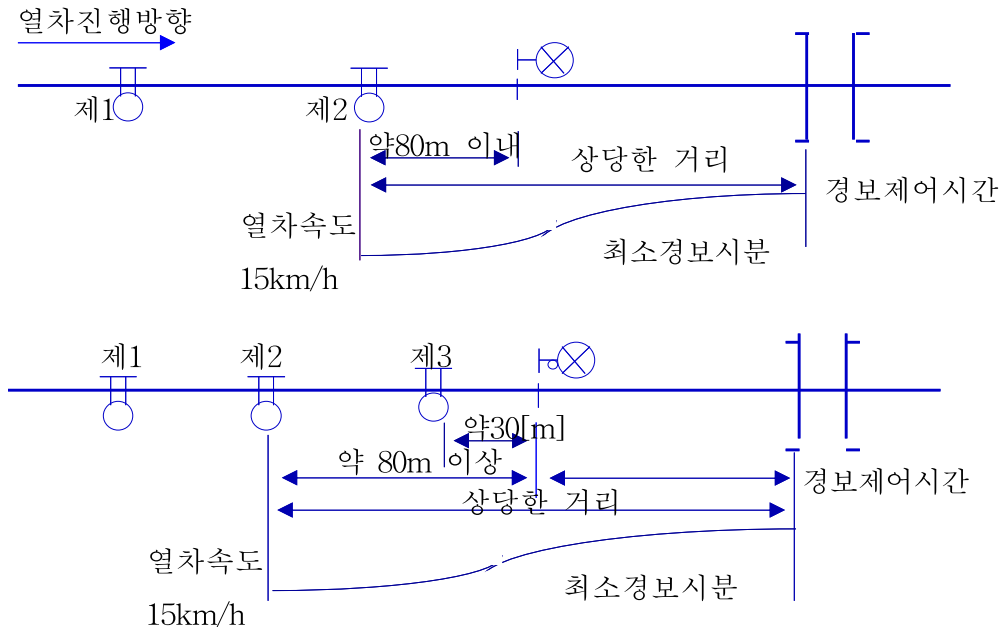 열차진행방향
제1
제2
약80m 이내
상당한 거리
경보제어시간
열차속도
최소경보시분
15km/h
제1
제2
제3
약30[m]
약 80m 이상
경보제어시간
상당한 거리
열차속도
최소경보시분
15km/h